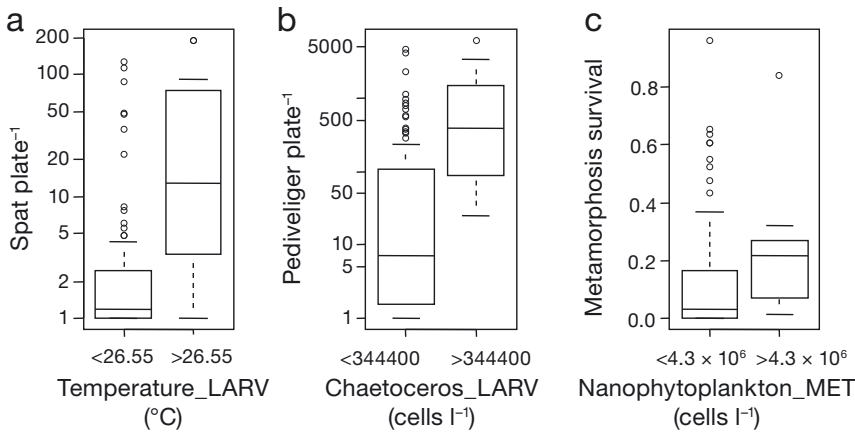 a
Spat plate⁻¹
200
100
50
20
10
5
2
1
<26.55 >26.55
Temperature_LARV
(°C)
b
Pediveliger plate⁻¹
5000
500
50
10
5
1
<344400 >344400
Chaetoceros_LARV
(cells l⁻¹)
c
Metamorphosis survival
0.8
0.6
0.4
0.2
0.0
<4.3 × 10⁶ >4.3 × 10⁶
Nanophytoplankton_MET
(cells l⁻¹)